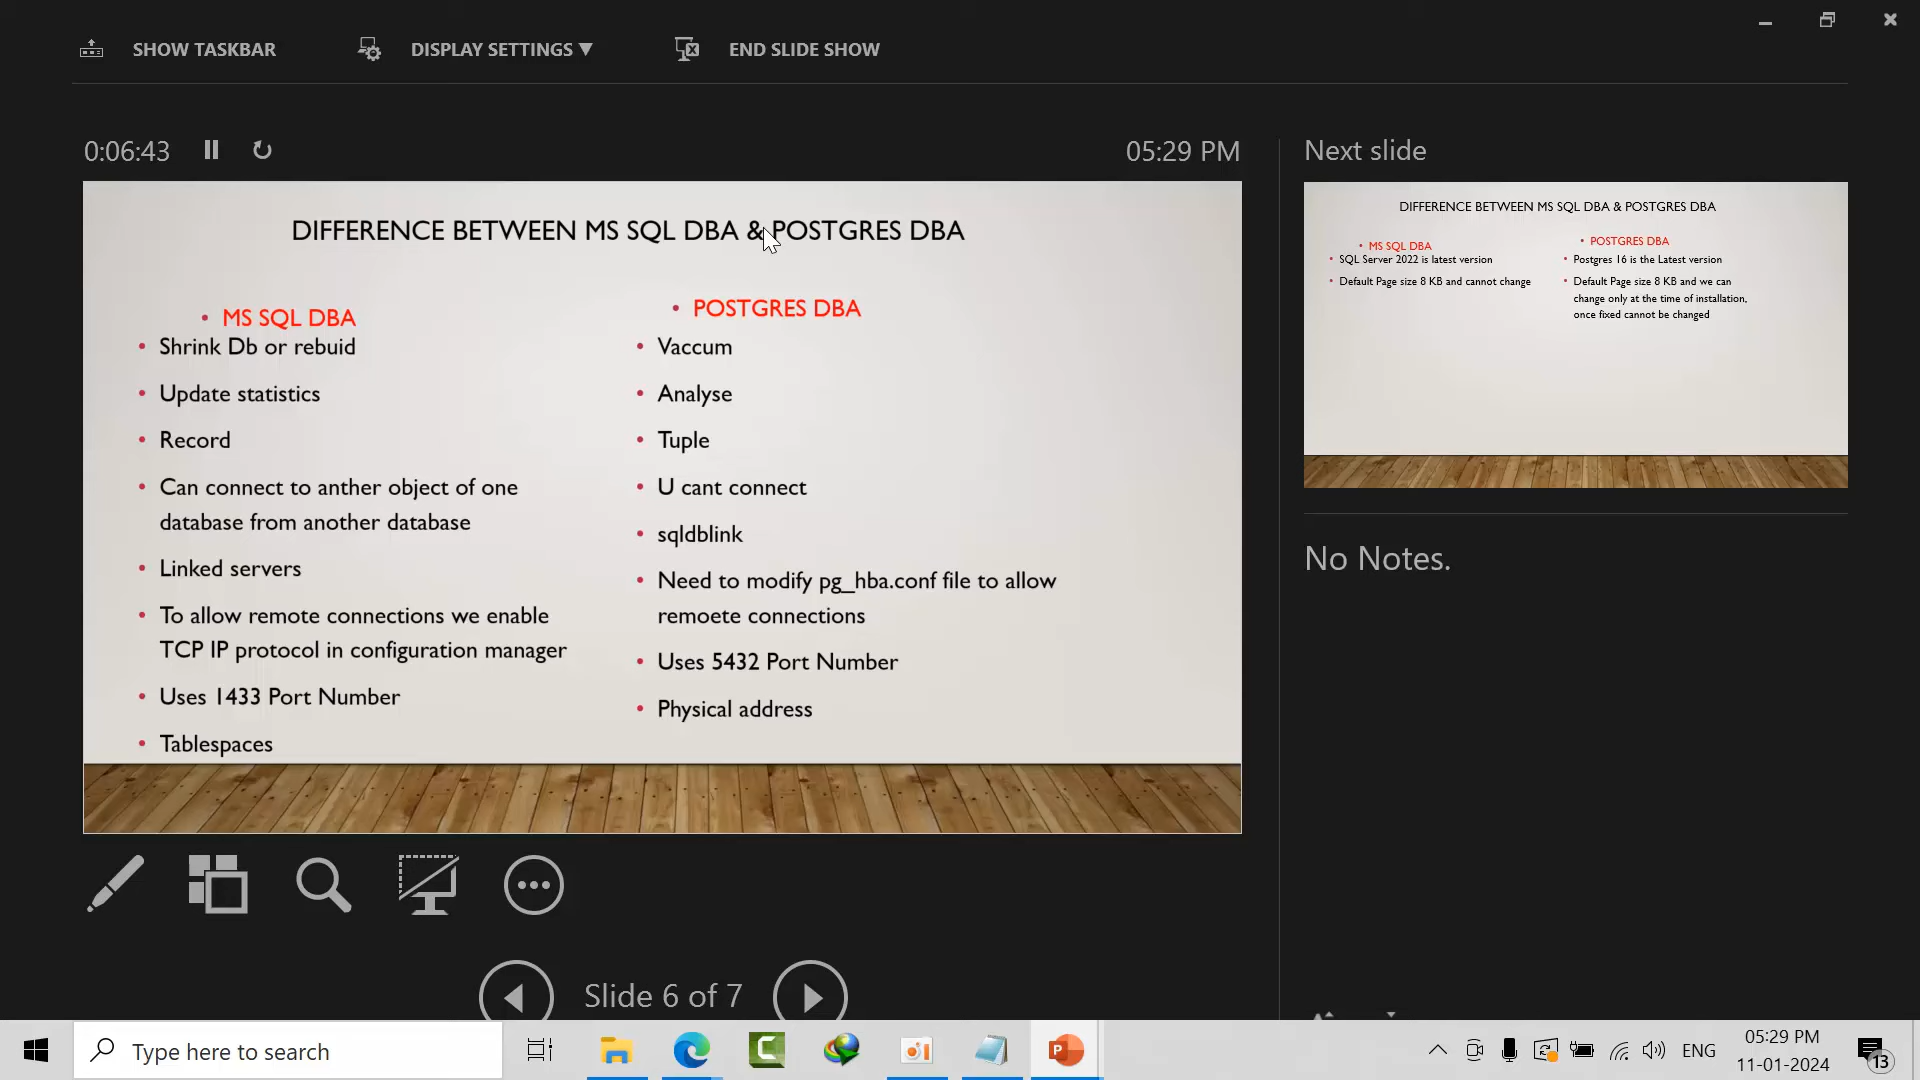 SHOW TASKBAR
DISPLAY SETTINGS ▼
END SLIDE SHOW
0:06:43
05:29 PM
DIFFERENCE BETWEEN MS SQL DBA & POSTGRES DBA
• MS SQL DBA
• Shrink Db or rebuid
• Update statistics
• Record
• Can connect to anther object of one
database from another database
• Linked servers
• To allow remote connections we enable
TCP IP protocol in configuration manager
• Uses 1433 Port Number
• Tablespaces
• POSTGRES DBA
• Vaccum
• Analyse
• Tuple
• U cant connect
• sqldblink
• Need to modify pg_hba.conf file to allow
remoete connections
• Uses 5432 Port Number
• Physical address
Slide 6 of 7
Next slide
DIFFERENCE BETWEEN MS SQL DBA & POSTGRES DBA
• MS SQL DBA
• SQL Server 2022 is latest version
• Default Page size 8 KB and cannot change
• POSTGRES DBA
• Postgres 16 is the Latest version
• Default Page size 8 KB and we can
change only at the time of installation,
once fixed cannot be changed
No Notes.
Type here to search
ENG
05:29 PM
11-01-2024
13